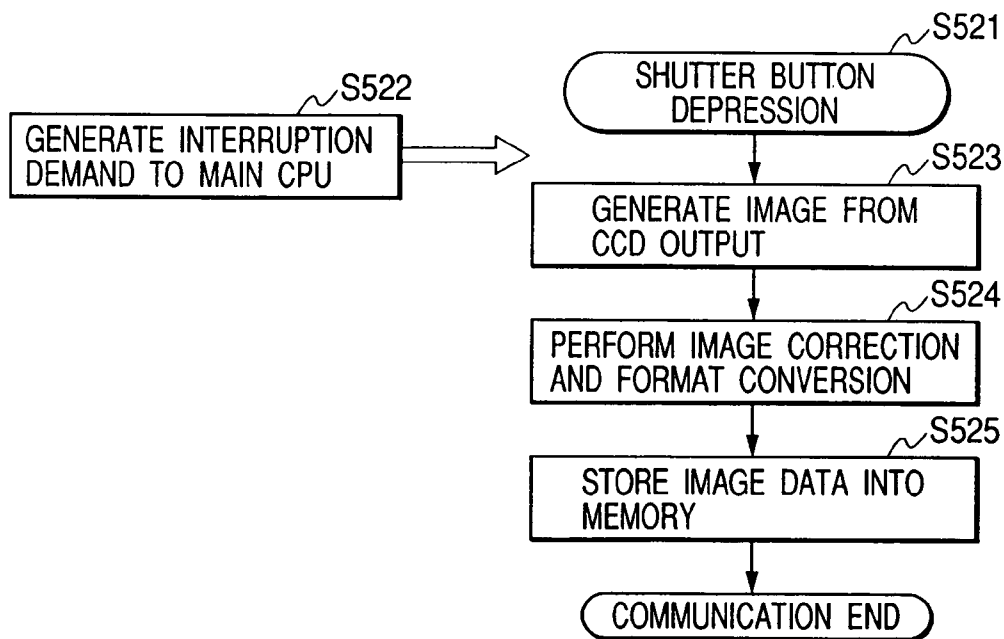 S521
SHUTTER BUTTON
DEPRESSION
S522
GENERATE INTERRUPTION
DEMAND TO MAIN CPU
S523
GENERATE IMAGE FROM
CCD OUTPUT
S524
PERFORM IMAGE CORRECTION
AND FORMAT CONVERSION
S525
STORE IMAGE DATA INTO
MEMORY
COMMUNICATION END